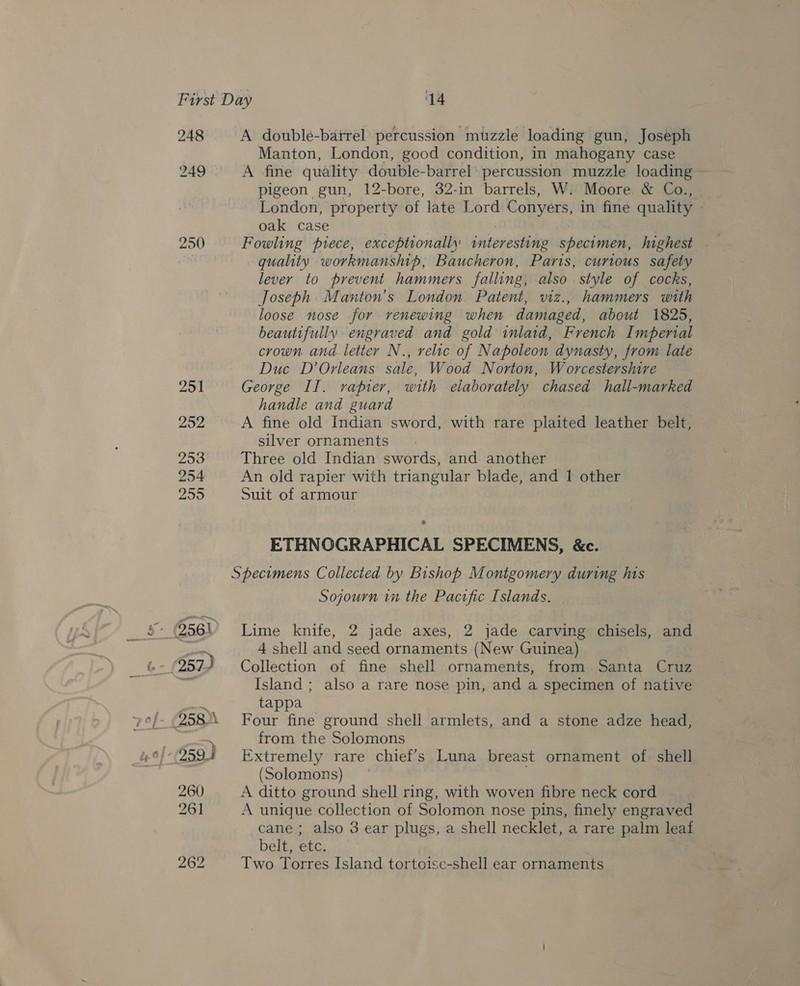 First Day 14
248 A double-barrel percussion muzzle loading gun, Joseph
Manton, London, good condition, in mahogany case
249 A fine quality double-barrel percussion muzzle loading
pigeon gun, 12-bore, 32-in barrels, W. Moore & Co.,
London, property of late Lord Conyers, in fine quality
oak case
250 Fowling piece, exceptionally interesting specimen, highest
quality workmanship, Baucheron, Paris, curious safety
lever to prevent hammers falling, also style of cocks,
Joseph Manton's London Patent, viz., hammers with
loose nose for renewing when damaged, about 1825,
beautifully engraved and gold inlaid, French Imperial
crown and letter N., relic of Napoleon dynasty, from late
Duc D'Orleans sale, Wood Norton, Worcestershire
251 George II. rapier, with elaborately chased hall-marked
handle and guard
252 A fine old Indian sword, with rare plaited leather belt,
silver ornaments
253 Three old Indian swords, and another
254 An old rapier with triangular blade, and 1 other
255 Suit of armour
ETHNOGRAPHICAL SPECIMENS, &c.
Specimens Collected by Bishop Montgomery during his
Sojourn in the Pacific Islands.
5- 256 Lime knife, 2 jade axes, 2 jade carving chisels, and
4 shell and seed ornaments (New Guinea)
6- 257 Collection of fine shell ornaments, from Santa Cruz
Island ; also a rare nose pin, and a specimen of native
tappa
258 Four fine ground shell armlets, and a stone adze head,
from the Solomons
259 Extremely rare chief's Luna breast ornament of shell
(Solomons)
260 A ditto ground shell ring, with woven fibre neck cord
261 A unique collection of Solomon nose pins, finely engraved
cane ; also 3 ear plugs, a shell necklet, a rare palm leaf
belt, etc.
262 Two Torres Island tortoise-shell ear ornaments